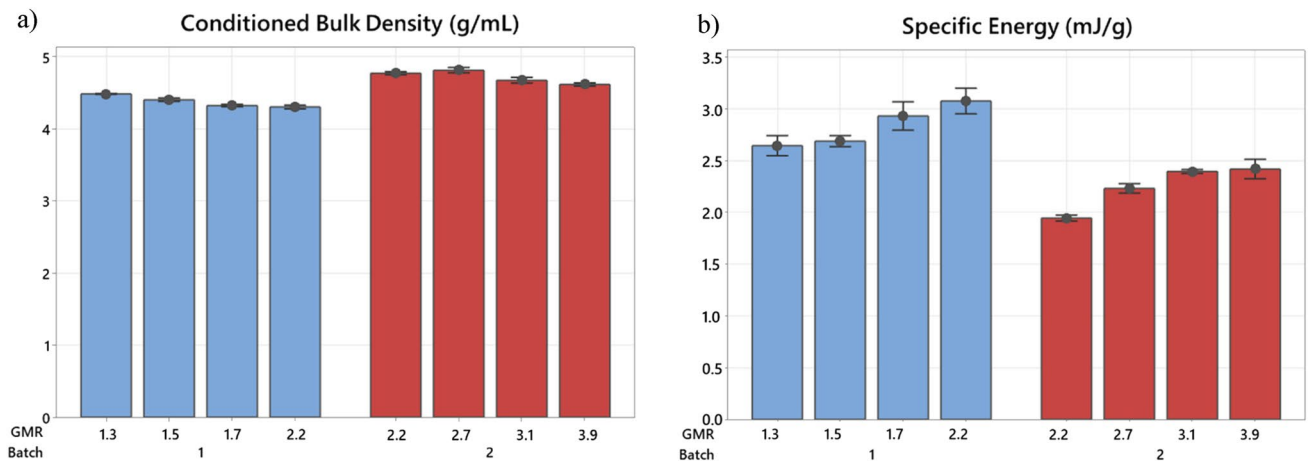 a)
Conditioned Bulk Density (g/mL)
5
4
3
2
1
0
GMR 1.3 1.5 1.7 2.2 2.2 2.7 3.1 3.9
Batch 1 2
b)
Specific Energy (mJ/g)
3.5
3.0
2.5
2.0
1.5
1.0
0.5
0.0
GMR 1.3 1.5 1.7 2.2 2.2 2.7 3.1 3.9
Batch 1 2